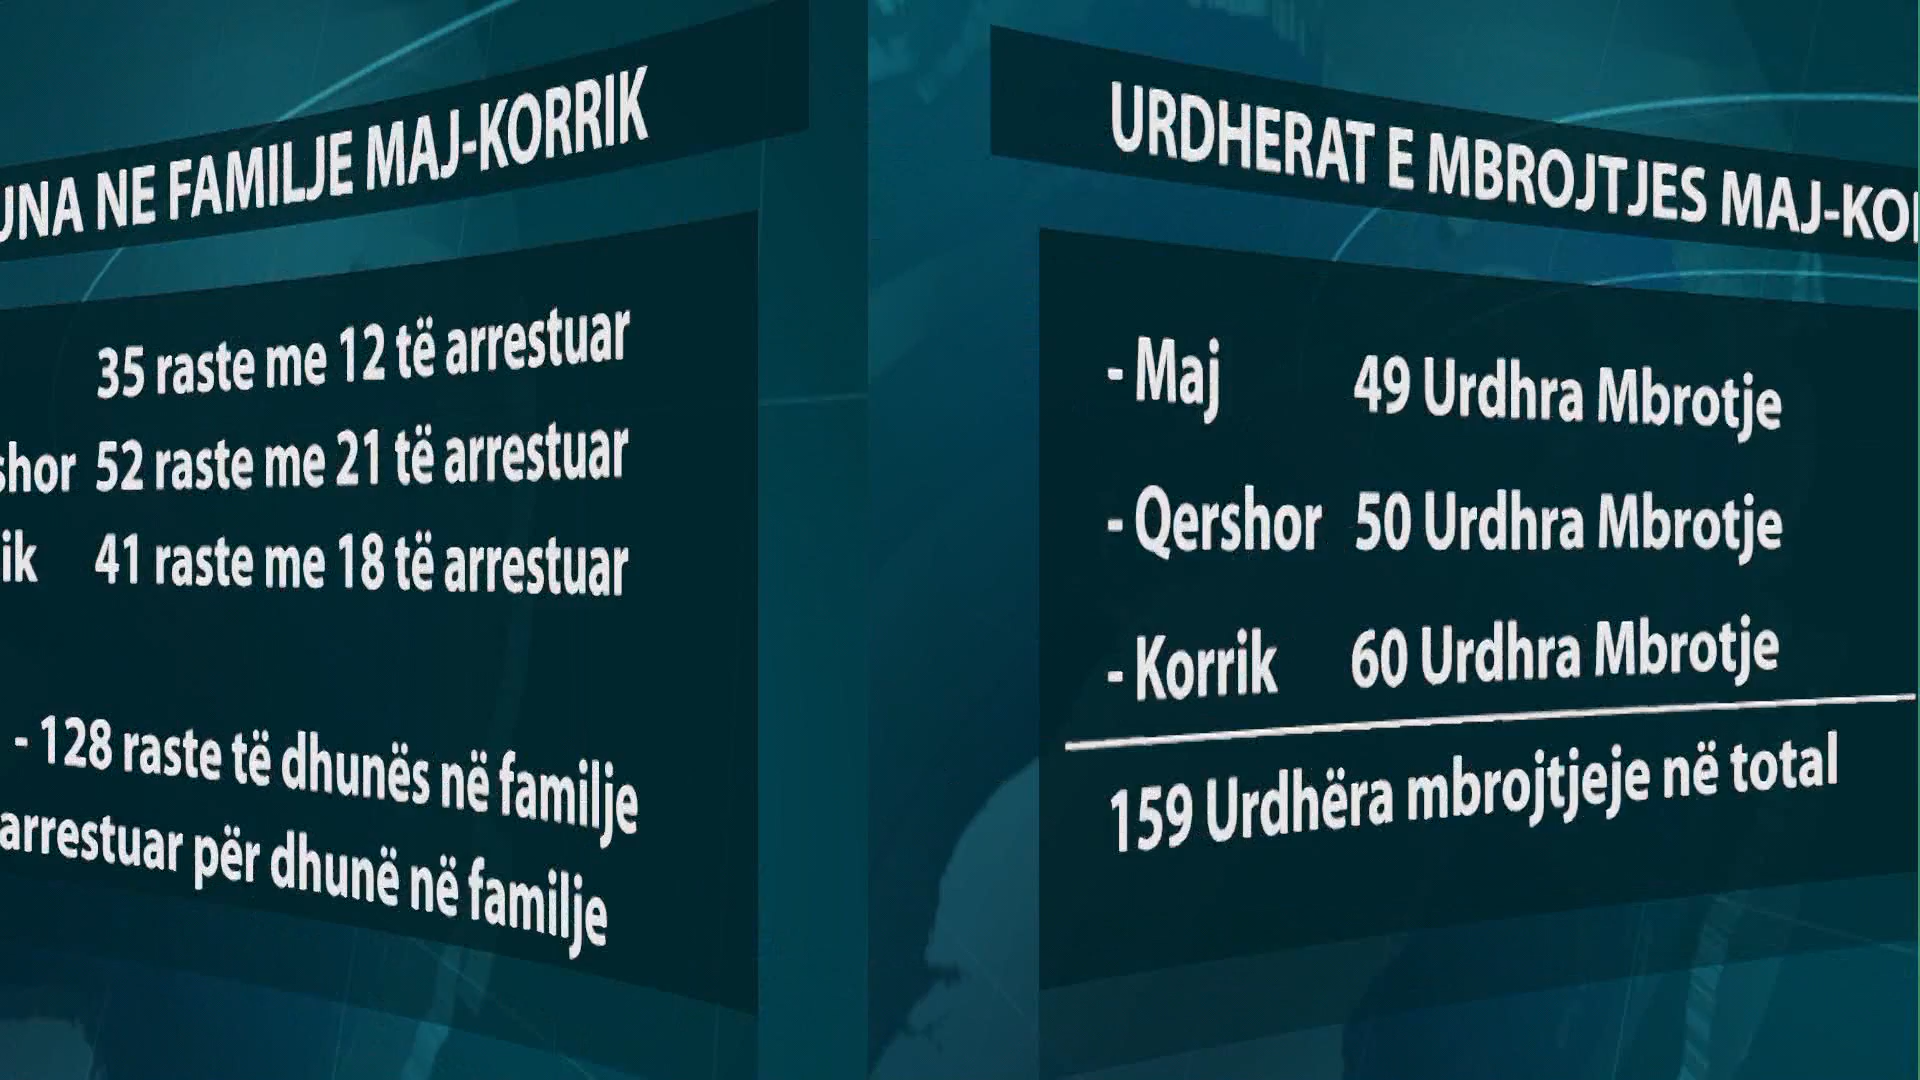 UNA NE FAMILJE MAJ-KORRIK
35 raste me 12 të arrestuar
shor 52 raste me 21 të arrestuar
ik 41 raste me 18 të arrestuar
- 128 raste të dhunës në familje
arrestuar për dhunë në familje
URDHERAT E MBROJTJES MAJ-KO
- Maj 49 Urdhra Mbrotje
- Qershor 50 Urdhra Mbrotje
- Korrik 60 Urdhra Mbrotje
159 Urdhëra mbrojtjeje në total